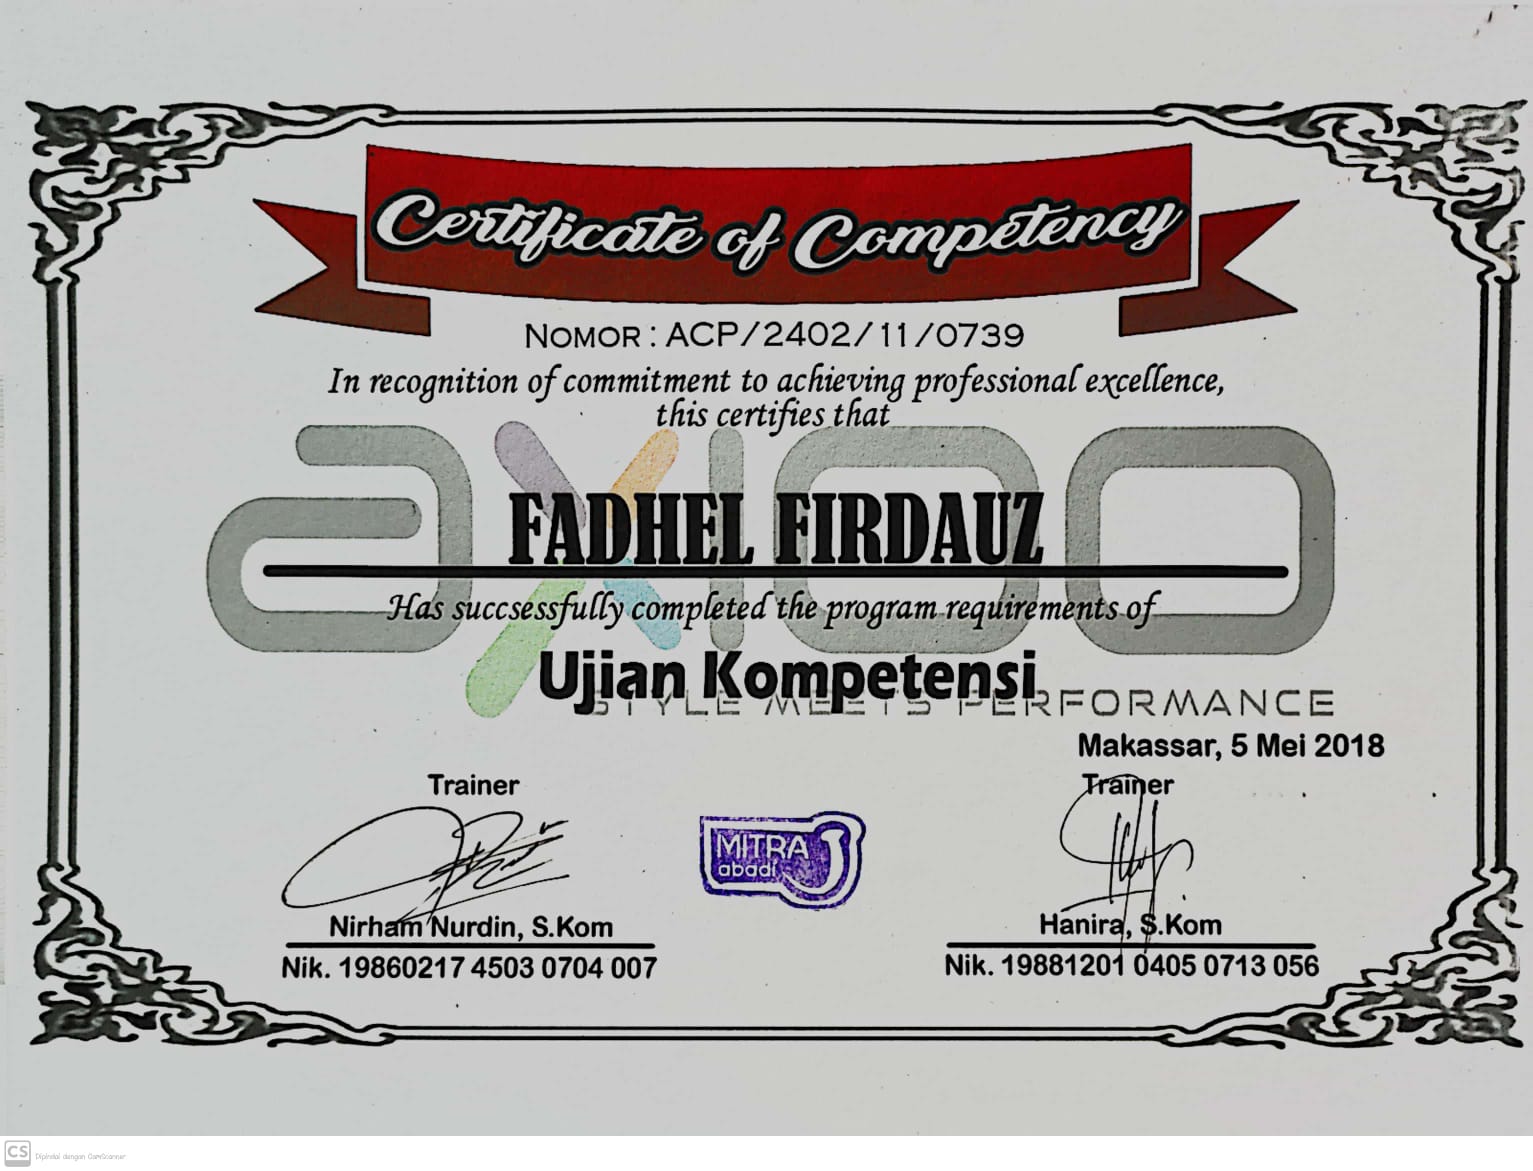 Certificate of Competency
NOMOR : ACP/2402/11/0739
In recognition of commitment to achieving professional excellence,
this certifies that
axioo
FADHEL FIRDAUZ
Has succsessfully completed the program requirements of
Ujian Kompetensi
STYLE MEETS PERFORMANCE
Makassar, 5 Mei 2018
Trainer
Trainer
MITRA
abadi
Nirham Nurdin, S.Kom
Hanira, S.Kom
Nik. 19860217 4503 0704 007
Nik. 19881201 0405 0713 056
CS Dipindai dengan CamScanner